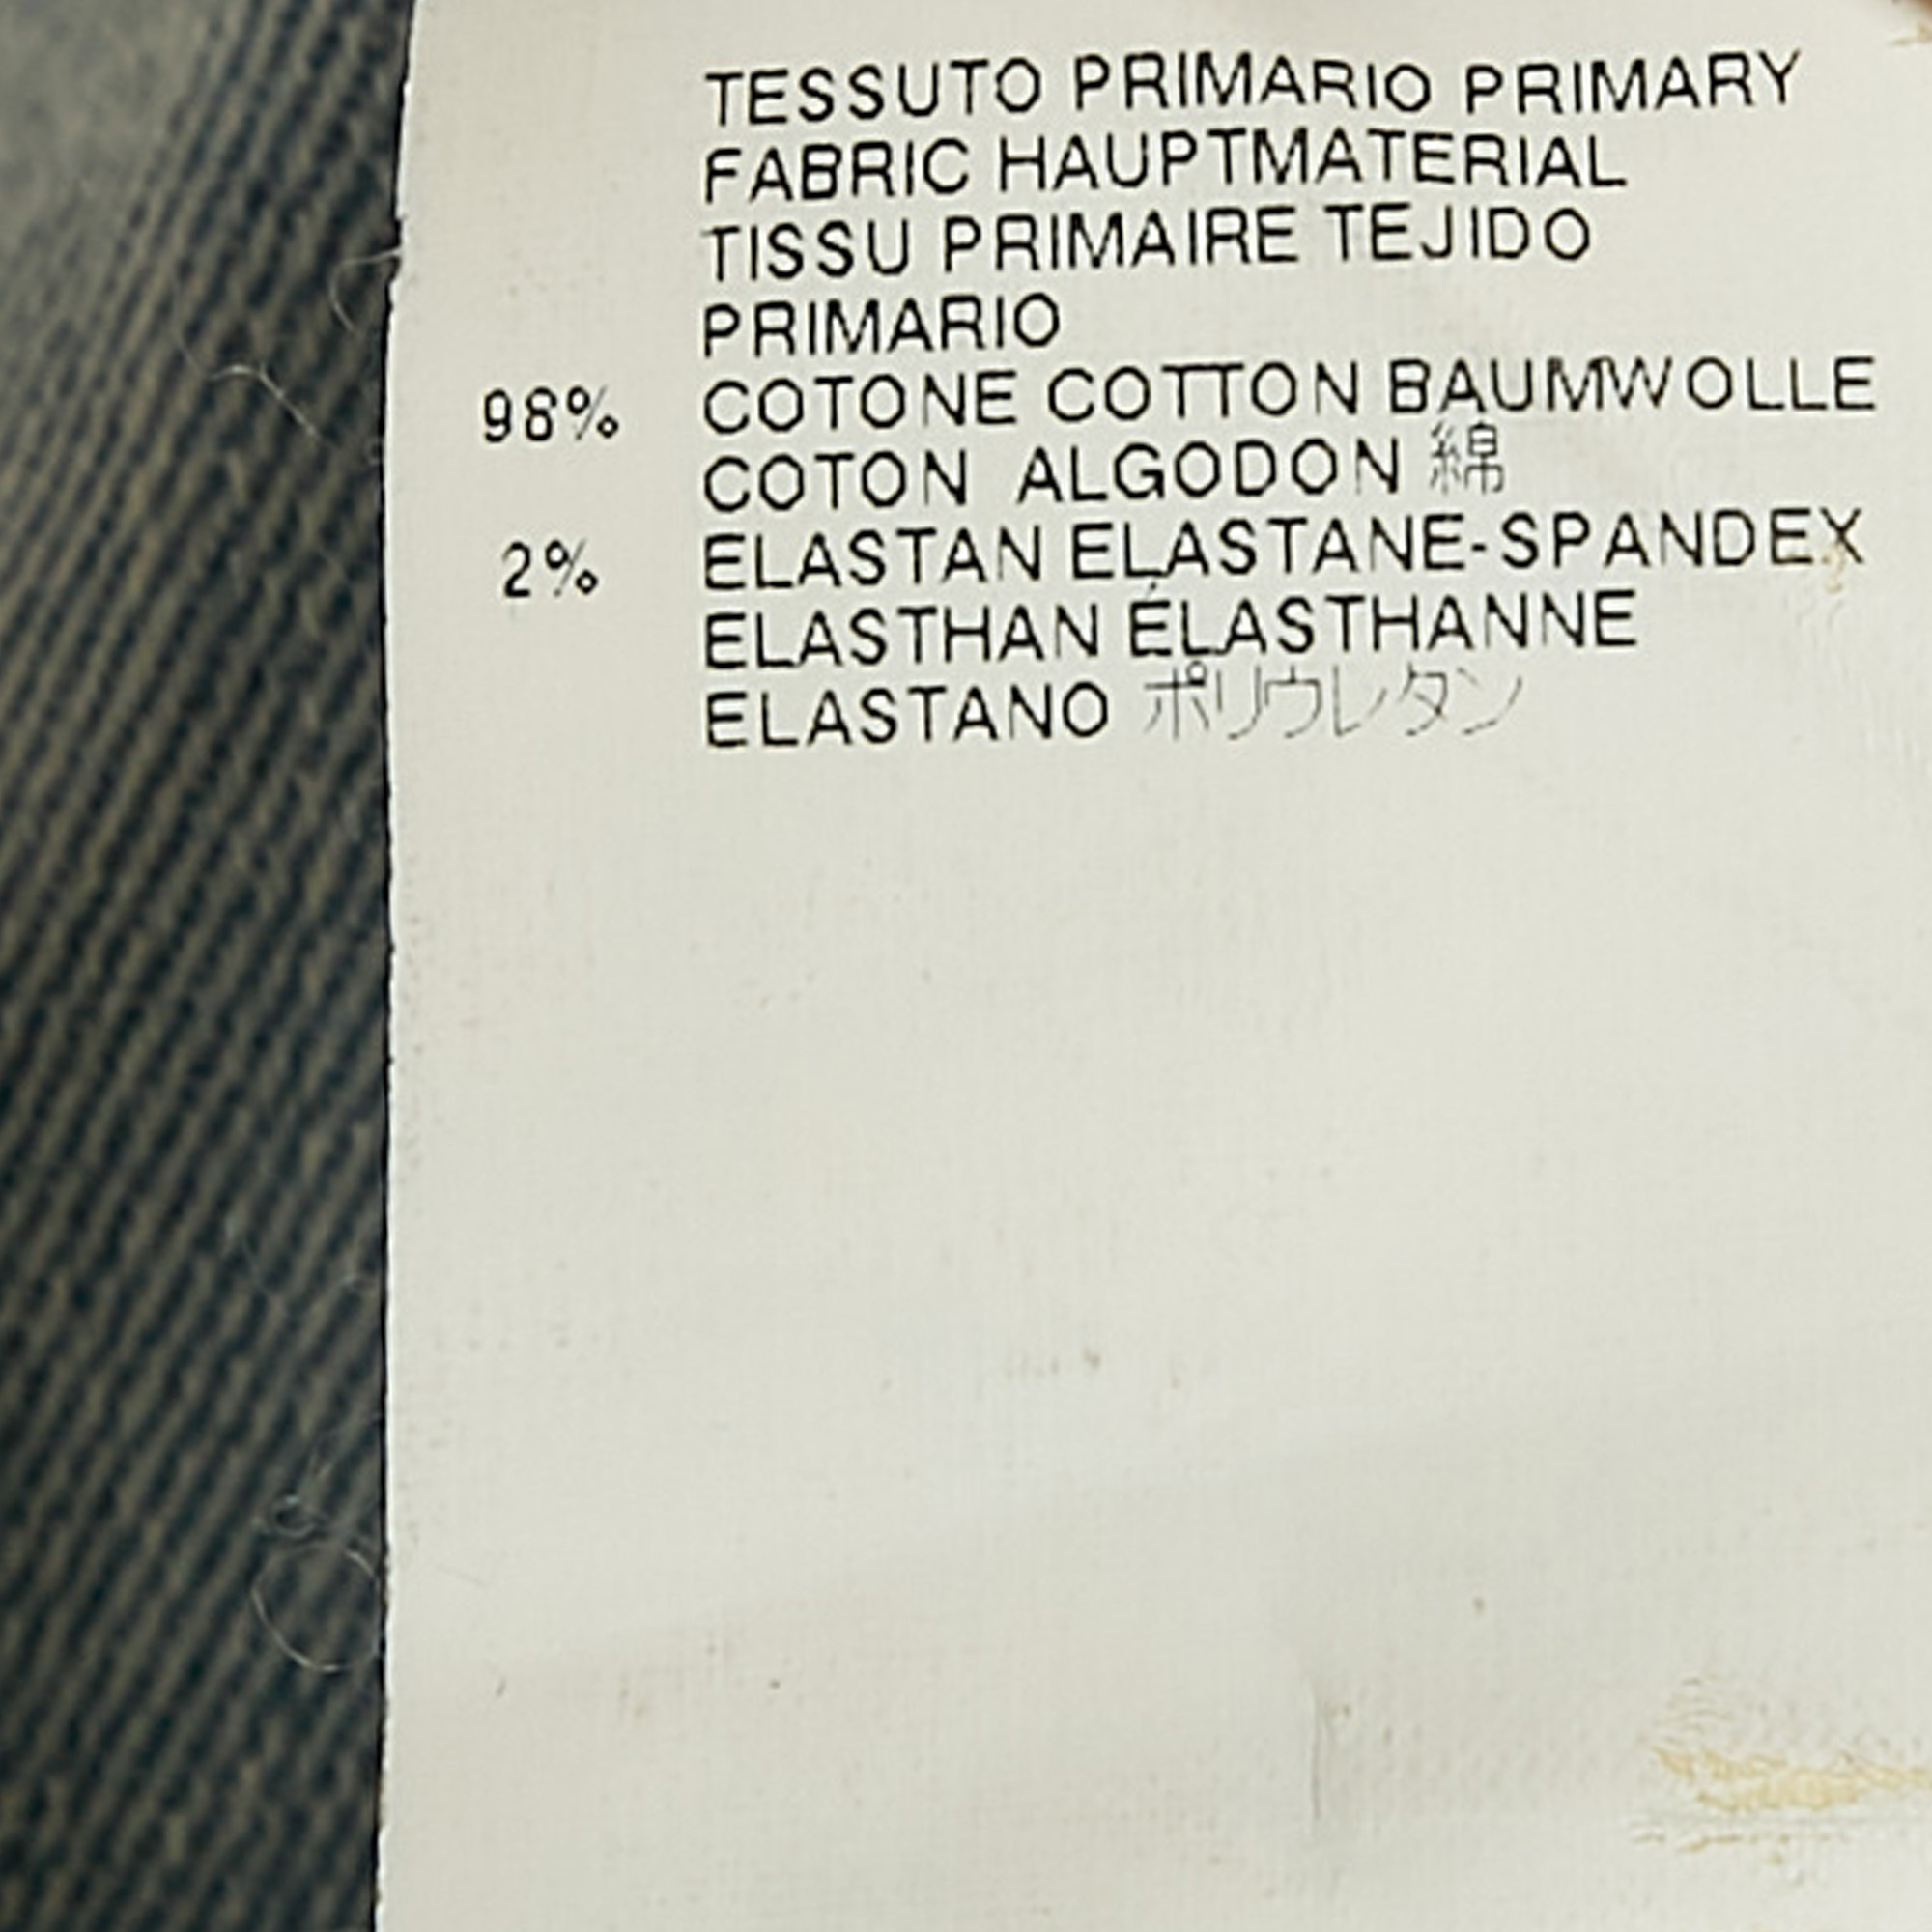 TESSUTO PRIMARIO PRIMARY
FABRIC HAUPTMATERIAL
TISSU PRIMAIRE TEJIDO
PRIMARIO
98% COTONE COTTON BAUMWOLLE
COTON ALGODON 綿
2% ELASTAN ELASTANE-SPANDEX
ELASTHAN ÉLASTHANNE
ELASTANO ポリウレタン